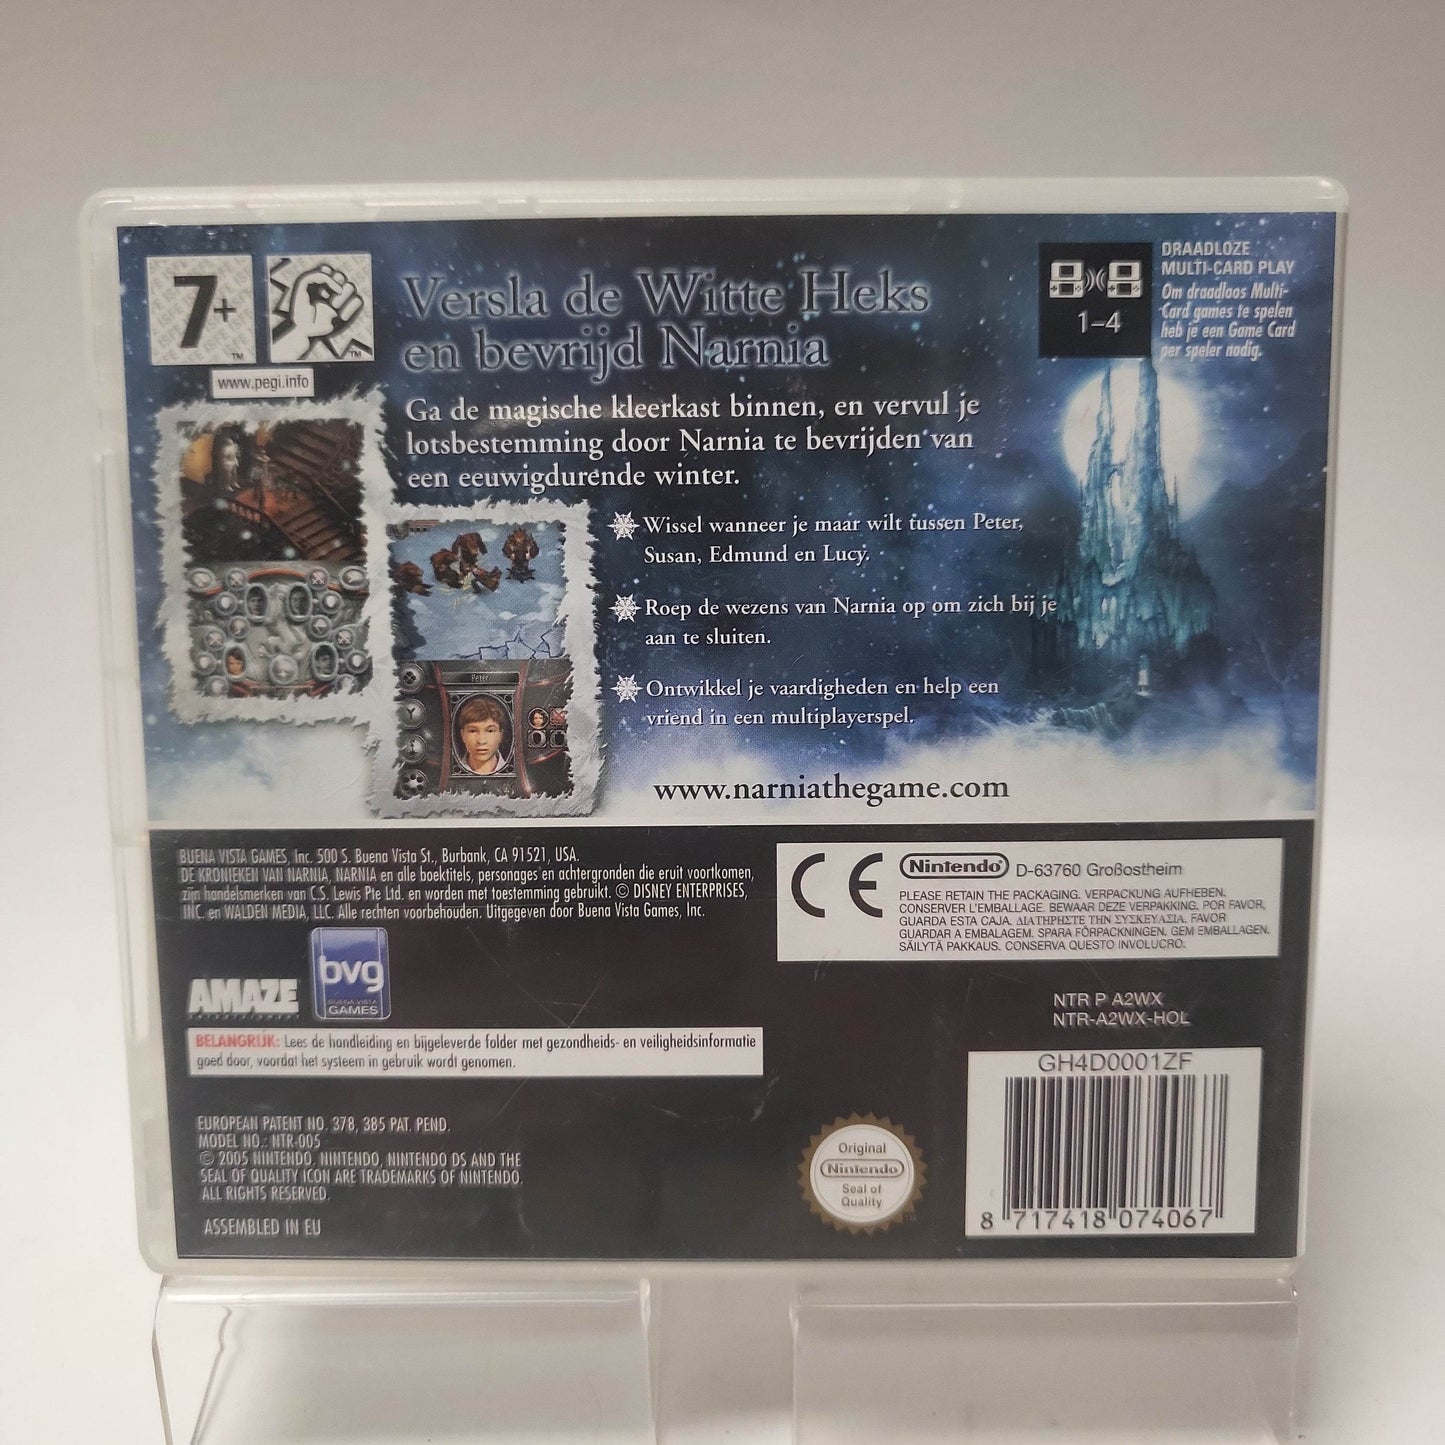 7+
TM
TM
www.pegi.info
Versla de Witte Heks
en bevrijd Narnia
1-4
DRAADLOZE
MULTI-CARD PLAY
Om draadloos Multi-
Card games te spelen
heb je een Game Card
per speler nodig.
Ga de magische kleerkast binnen, en vervul je
lotsbestemming door Narnia te bevrijden van
een eeuwigdurende winter.
Wissel wanneer je maar wilt tussen Peter,
Susan, Edmund en Lucy.
Roep de wezens van Narnia op om zich bij je
aan te sluiten.
Ontwikkel je vaardigheden en help een
vriend in een multiplayerspel.
Peter
Y
www.narniathegame.com
BUENA VISTA GAMES, Inc. 500 S. Buena Vista St., Burbank, CA 91521, USA.
DE KRONIEKEN VAN NARNIA, NARNIA en alle boektitels, personages en achtergronden die eruit voortkomen,
zijn handelsmerken van C.S. Lewis Pte Ltd. en worden met toestemming gebruikt. © DISNEY ENTERPRISES,
INC. en WALDEN MEDIA, LLC. Alle rechten voorbehouden. Uitgegeven door Buena Vista Games, Inc.
AMAZE
ENTERTAINMENT
bvg
BUENA VISTA
GAMES
CE
Nintendo® D-63760 Großostheim
PLEASE RETAIN THE PACKAGING. VERPACKUNG AUFHEBEN.
CONSERVER L'EMBALLAGE. BEWAAR DEZE VERPAKKING. POR FAVOR,
GUARDA ESTA CAJA. ΔΙΑΤΗΡΗΣΤΕ ΤΗΝ ΣΥΣΚΕΥΑΣΙΑ. FAVOR
GUARDAR A EMBALAGEM. SPARA FÖRPACKNINGEN. GEM EMBALLAGEN.
SÄILYTÄ PAKKAUS. CONSERVA QUESTO INVOLUCRO.
NTR P A2WX
NTR-A2WX-HOL
BELANGRIJK: Lees de handleiding en bijgeleverde folder met gezondheids- en veiligheidsinformatie
goed door, voordat het systeem in gebruik wordt genomen.
EUROPEAN PATENT NO. 378, 385 PAT. PEND.
MODEL NO.: NTR-005
© 2005 NINTENDO. NINTENDO, NINTENDO DS AND THE
SEAL OF QUALITY ICON ARE TRADEMARKS OF NINTENDO.
ALL RIGHTS RESERVED.
ASSEMBLED IN EU
Original
Nintendo
Seal of
Quality
TM
GH4D0001ZF
8 717418 074067